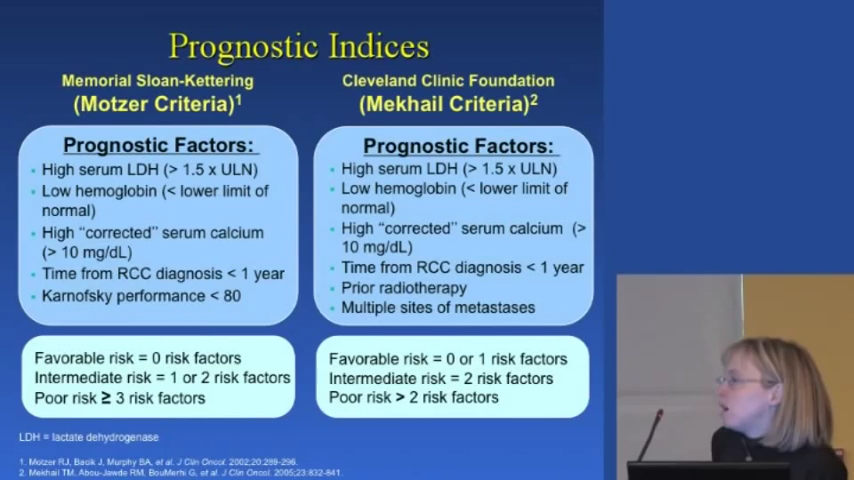 Prognostic Indices
Memorial Sloan-Kettering
(Motzer Criteria)1
Prognostic Factors:
High serum LDH (> 1.5 x ULN)
Low hemoglobin (< lower limit of
normal)
High “corrected” serum calcium
(> 10 mg/dL)
Time from RCC diagnosis < 1 year
Karnofsky performance < 80
Favorable risk = 0 risk factors
Intermediate risk = 1 or 2 risk factors
Poor risk ≥ 3 risk factors
Cleveland Clinic Foundation
(Mekhail Criteria)2
Prognostic Factors:
High serum LDH (> 1.5 x ULN)
Low hemoglobin (< lower limit of
normal)
High “corrected” serum calcium (>
10 mg/dL)
Time from RCC diagnosis < 1 year
Prior radiotherapy
Multiple sites of metastases
Favorable risk = 0 or 1 risk factors
Intermediate risk = 2 risk factors
Poor risk > 2 risk factors
LDH = lactate dehydrogenase
1. Motzer RJ, Bacik J, Murphy BA, et al. J Clin Oncol. 2002;20:289-296.
2. Mekhail TM, Abou-Jawde RM, BouMerhi G, et al. J Clin Oncol. 2005;23:832-841.